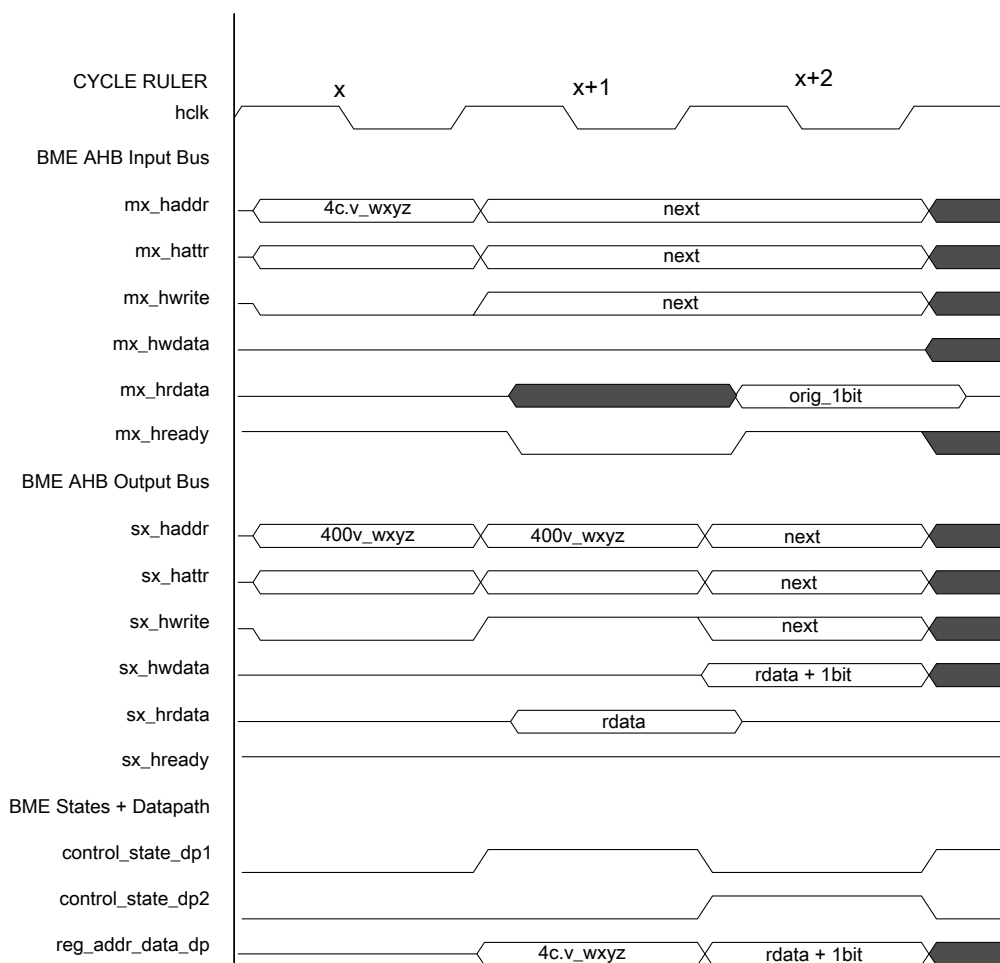 CYCLE RULER x x+1 x+2
hclk
BME AHB Input Bus
mx_haddr 4c.v_wxyz next
mx_hattr next
mx_hwrite next
mx_hwdata
mx_hrdata orig_1bit
mx_hready
BME AHB Output Bus
sx_haddr 400v_wxyz 400v_wxyz next
sx_hattr next
sx_hwrite next
sx_hwdata rdata + 1bit
sx_hrdata rdata
sx_hready
BME States + Datapath
control_state_dp1
control_state_dp2
reg_addr_data_dp 4c.v_wxyz rdata + 1bit